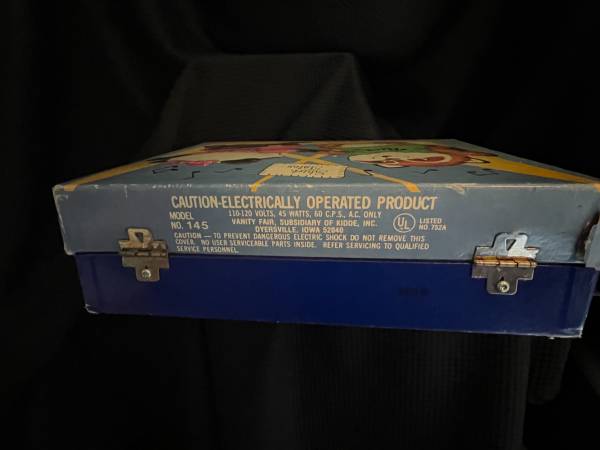 CAUTION-ELECTRICALLY OPERATED PRODUCT
MODEL
NO. 145
110-120 VOLTS, 45 WATTS, 60 C.P.S., A.C. ONLY
VANITY FAIR, SUBSIDIARY OF KIDDE, INC.
DYERSVILLE, IOWA 52040
UL
LISTED
NO. 752A
CAUTION — TO PREVENT DANGEROUS ELECTRIC SHOCK DO NOT REMOVE THIS
COVER. NO USER SERVICEABLE PARTS INSIDE. REFER SERVICING TO QUALIFIED
SERVICE PERSONNEL.